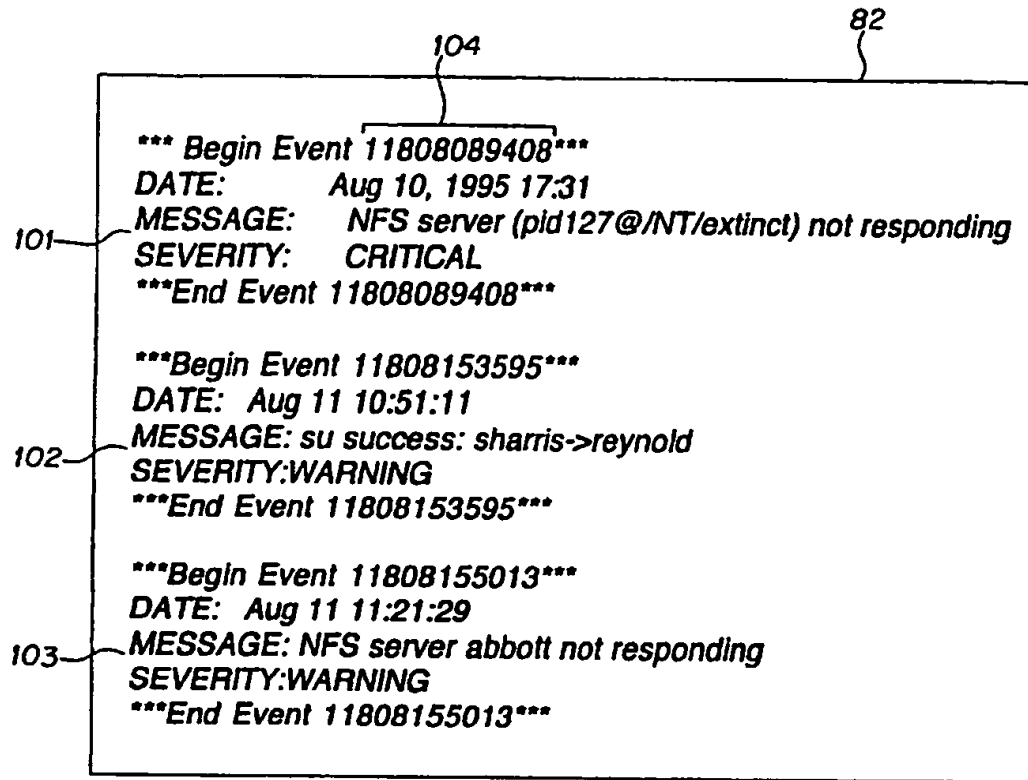 82
104
*** Begin Event 11808089408***
DATE: Aug 10, 1995 17:31
101 MESSAGE: NFS server (pid127@/NT/extinct) not responding
SEVERITY: CRITICAL
***End Event 11808089408***
***Begin Event 11808153595***
DATE: Aug 11 10:51:11
102 MESSAGE: su success: sharris->reynold
SEVERITY:WARNING
***End Event 11808153595***
***Begin Event 11808155013***
DATE: Aug 11 11:21:29
103 MESSAGE: NFS server abbott not responding
SEVERITY:WARNING
***End Event 11808155013***